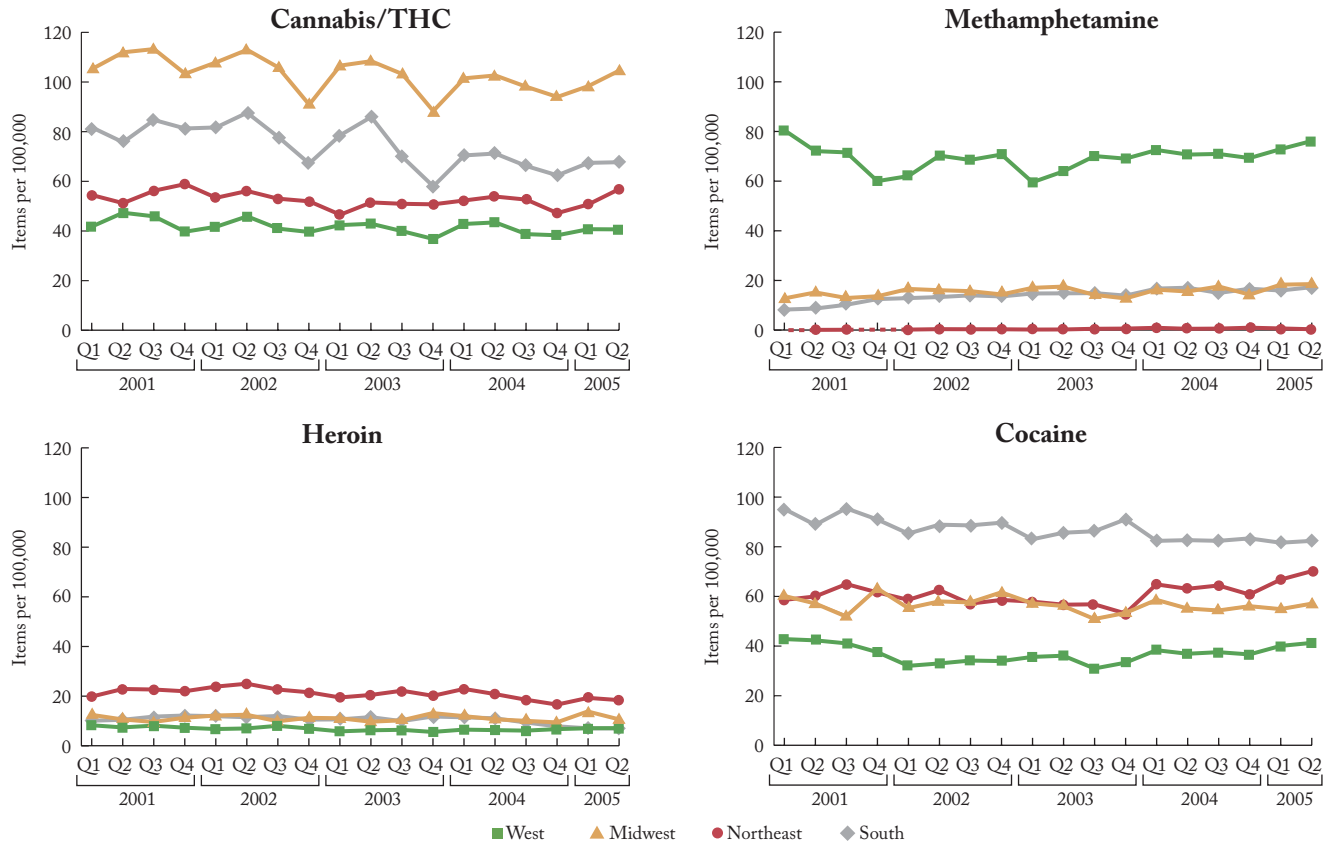 Cannabis/THC
Items per 100,000
120
100
80
60
40
20
0
Q1 Q2 Q3 Q4 Q1 Q2 Q3 Q4 Q1 Q2 Q3 Q4 Q1 Q2 Q3 Q4 Q1 Q2
2001 2002 2003 2004 2005
Methamphetamine
Items per 100,000
120
100
80
60
40
20
0
Q1 Q2 Q3 Q4 Q1 Q2 Q3 Q4 Q1 Q2 Q3 Q4 Q1 Q2 Q3 Q4 Q1 Q2
2001 2002 2003 2004 2005
Heroin
Items per 100,000
120
100
80
60
40
20
0
Q1 Q2 Q3 Q4 Q1 Q2 Q3 Q4 Q1 Q2 Q3 Q4 Q1 Q2 Q3 Q4 Q1 Q2
2001 2002 2003 2004 2005
Cocaine
Items per 100,000
120
100
80
60
40
20
0
Q1 Q2 Q3 Q4 Q1 Q2 Q3 Q4 Q1 Q2 Q3 Q4 Q1 Q2 Q3 Q4 Q1 Q2
2001 2002 2003 2004 2005
West Midwest Northeast South